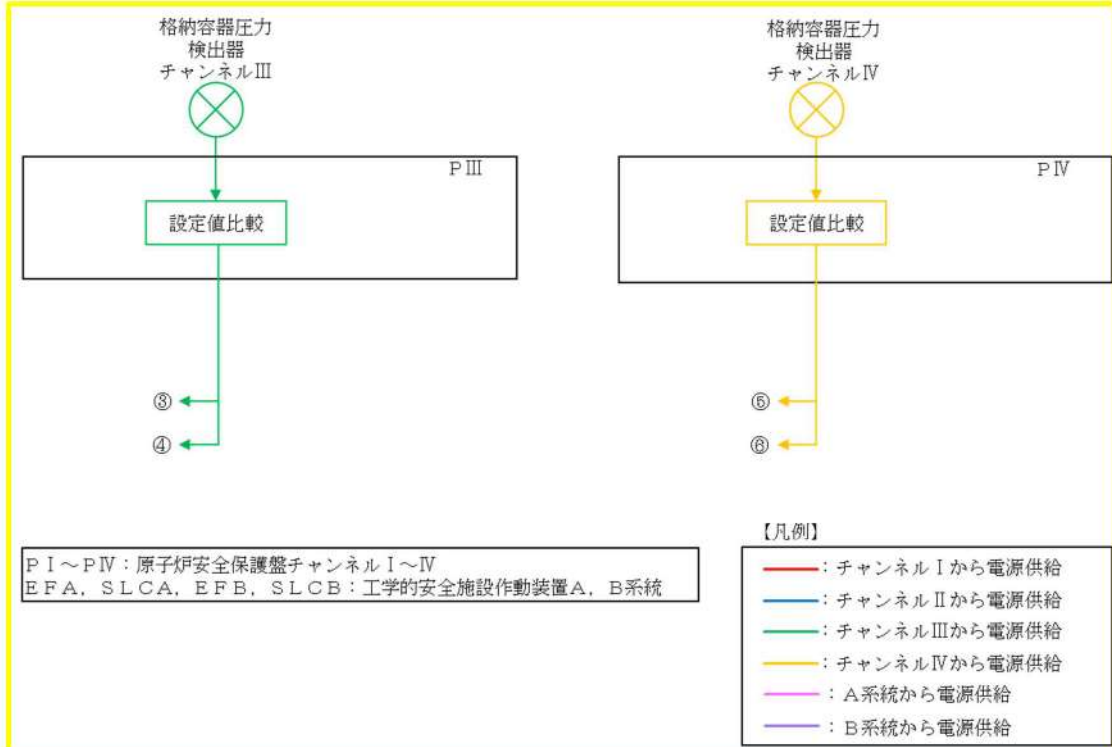 格納容器圧力
検出器
チャンネルⅢ
PⅢ
設定値比較
③
④
格納容器圧力
検出器
チャンネルⅣ
PⅣ
設定値比較
⑤
⑥
PⅠ~PⅣ:原子炉安全保護盤チャンネルⅠ~Ⅳ
EFA,SLCA,EFB,SLCB:工学的安全施設作動装置A,B系統
【凡例】
:チャンネルⅠから電源供給
:チャンネルⅡから電源供給
:チャンネルⅢから電源供給
:チャンネルⅣから電源供給
:A系統から電源供給
:B系統から電源供給